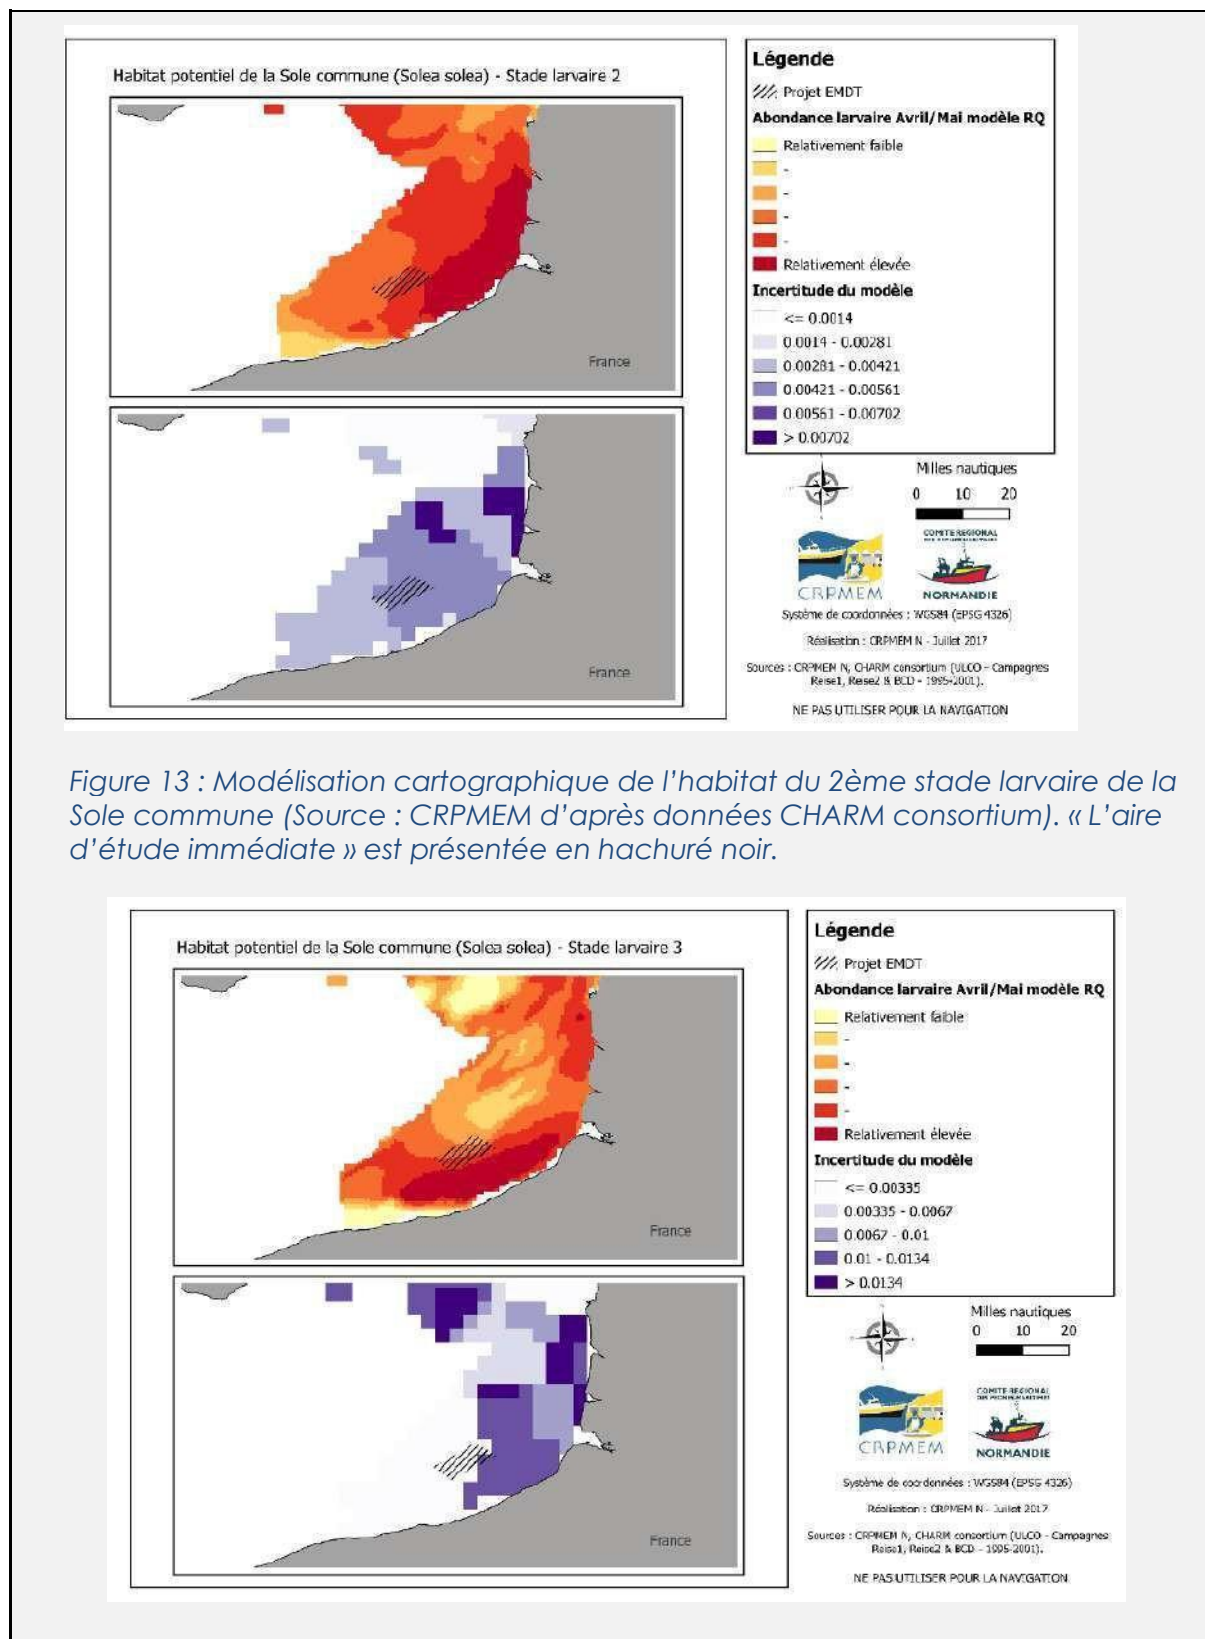 Habitat potentiel de la Sole commune (Solea solea) - Stade larvaire 2
France
France
Légende
Projet EMDT
Abondance larvaire Avril/Mai modèle RQ
Relativement faible
-
-
-
-
Relativement élevée
Incertitude du modèle
<= 0.0014
0.0014 - 0.00281
0.00281 - 0.00421
0.00421 - 0.00561
0.00561 - 0.00702
> 0.00702
Milles nautiques
0 10 20
CRPMEM
COMITE REGIONAL
NORMANDIE
Système de coordonnées : WGS84 (EPSG 4326)
Réalisation : CRPMEM N - Juillet 2017
Sources : CRPMEM N, CHARM consortium (ULCO - Campagnes
Reise1, Reise2 & BCD - 1995-2001).
NE PAS UTILISER POUR LA NAVIGATION
Figure 13 : Modélisation cartographique de l'habitat du 2ème stade larvaire de la
Sole commune (Source : CRPMEM d'après données CHARM consortium). « L'aire
d'étude immédiate » est présentée en hachuré noir.
Habitat potentiel de la Sole commune (Solea solea) - Stade larvaire 3
France
France
Légende
Projet EMDT
Abondance larvaire Avril/Mai modèle RQ
Relativement faible
-
-
-
-
Relativement élevée
Incertitude du modèle
<= 0.00335
0.00335 - 0.0067
0.0067 - 0.01
0.01 - 0.0134
> 0.0134
Milles nautiques
0 10 20
CRPMEM
COMITE REGIONAL
NORMANDIE
Système de coordonnées : WGS84 (EPSG 4326)
Réalisation : CRPMEM N - Juillet 2017
Sources : CRPMEM N, CHARM consortium (ULCO - Campagnes
Reise1, Reise2 & BCD - 1995-2001).
NE PAS UTILISER POUR LA NAVIGATION